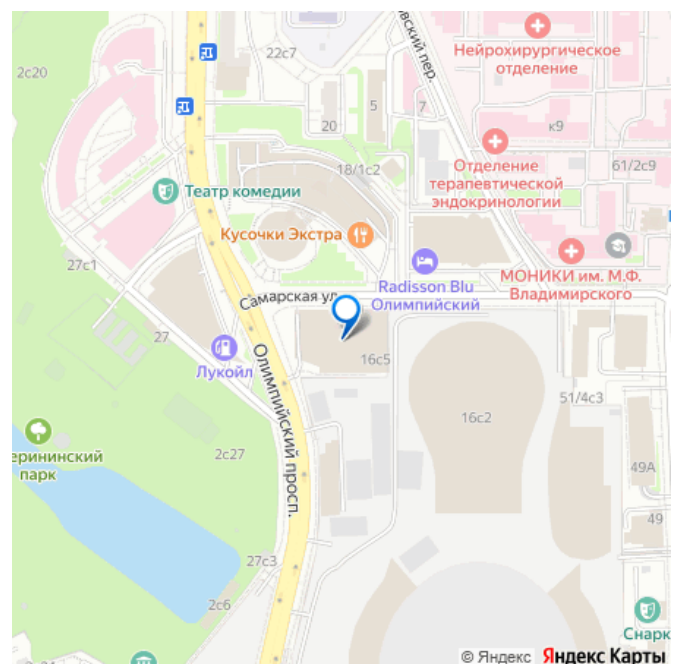 22с7
2с20
вский пер.
Нейрохирургическое
отделение
5
7
20
к9
18/1с2
61/2с9
Отделение
терапевтической
эндокринологии
Театр комедии
Кусочки Экстра
27с1
МОНИКИ им. М.Ф.
Владимирского
Radisson Blu
Олимпийский
Самарская ул.
27
Лукойл
16с5
Олимпийский просп.
16с2
51/4с3
ерининский
парк
2с27
49А
49
27с3
2с6
Снарк
© Яндекс Яндекс Карты